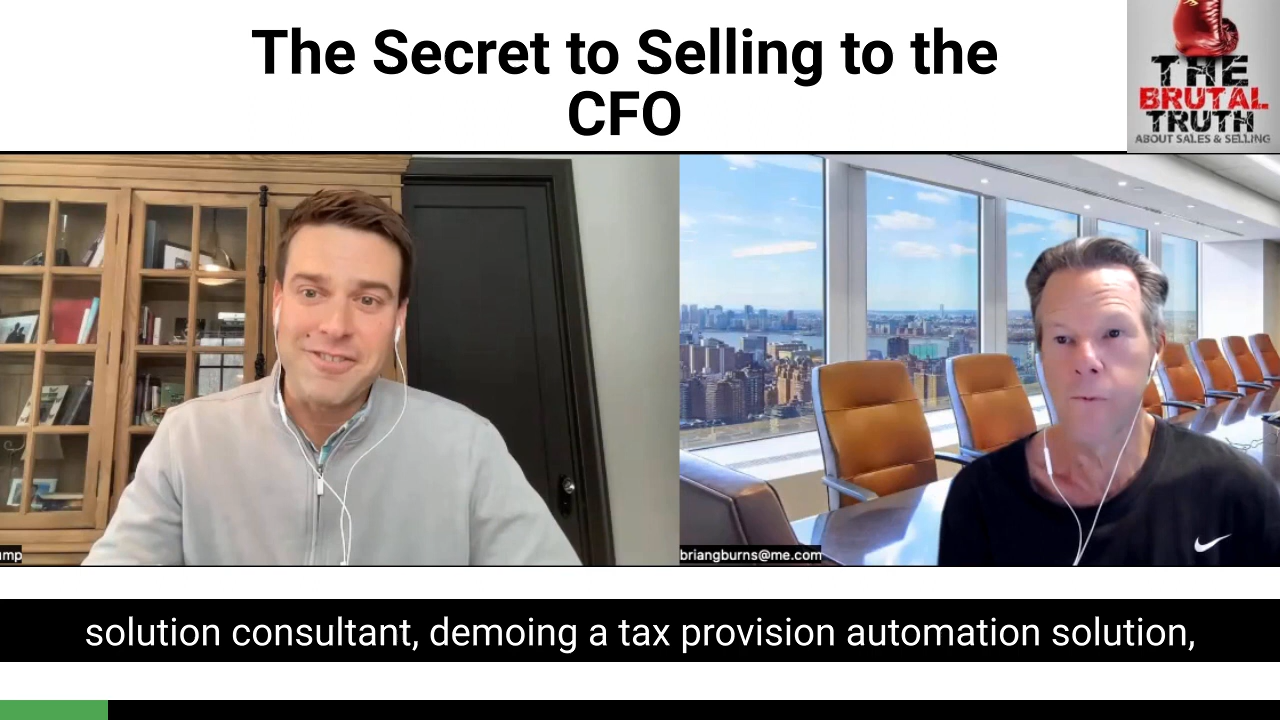 The Secret to Selling to the
CFO
THE
BRUTAL
TRUTH
ABOUT SALES & SELLING
ump
briangburns@me.com
solution consultant, demoing a tax provision automation solution,